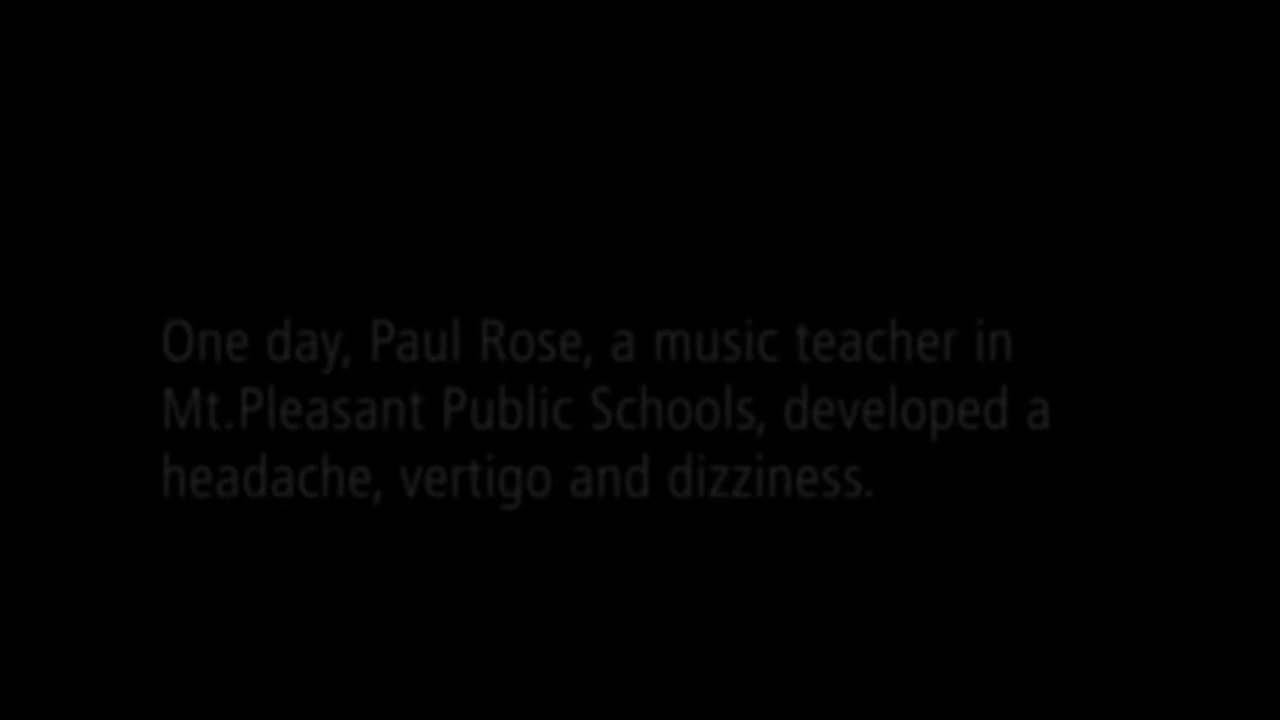 One day, Paul Rose, a music teacher in
Mt.Pleasant Public Schools, developed a
headache, vertigo and dizziness.